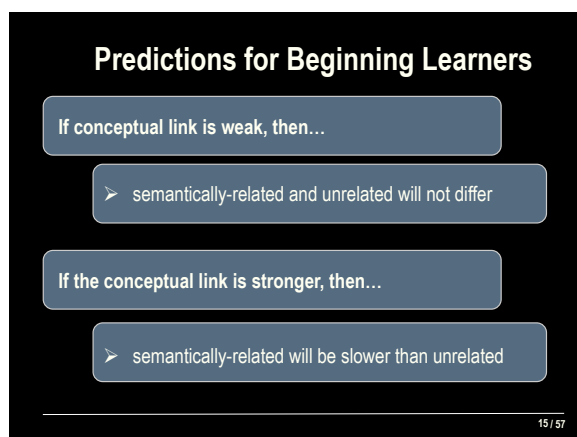 Predictions for Beginning Learners
If conceptual link is weak, then…
➢ semantically-related and unrelated will not differ
If the conceptual link is stronger, then…
➢ semantically-related will be slower than unrelated
15 / 57